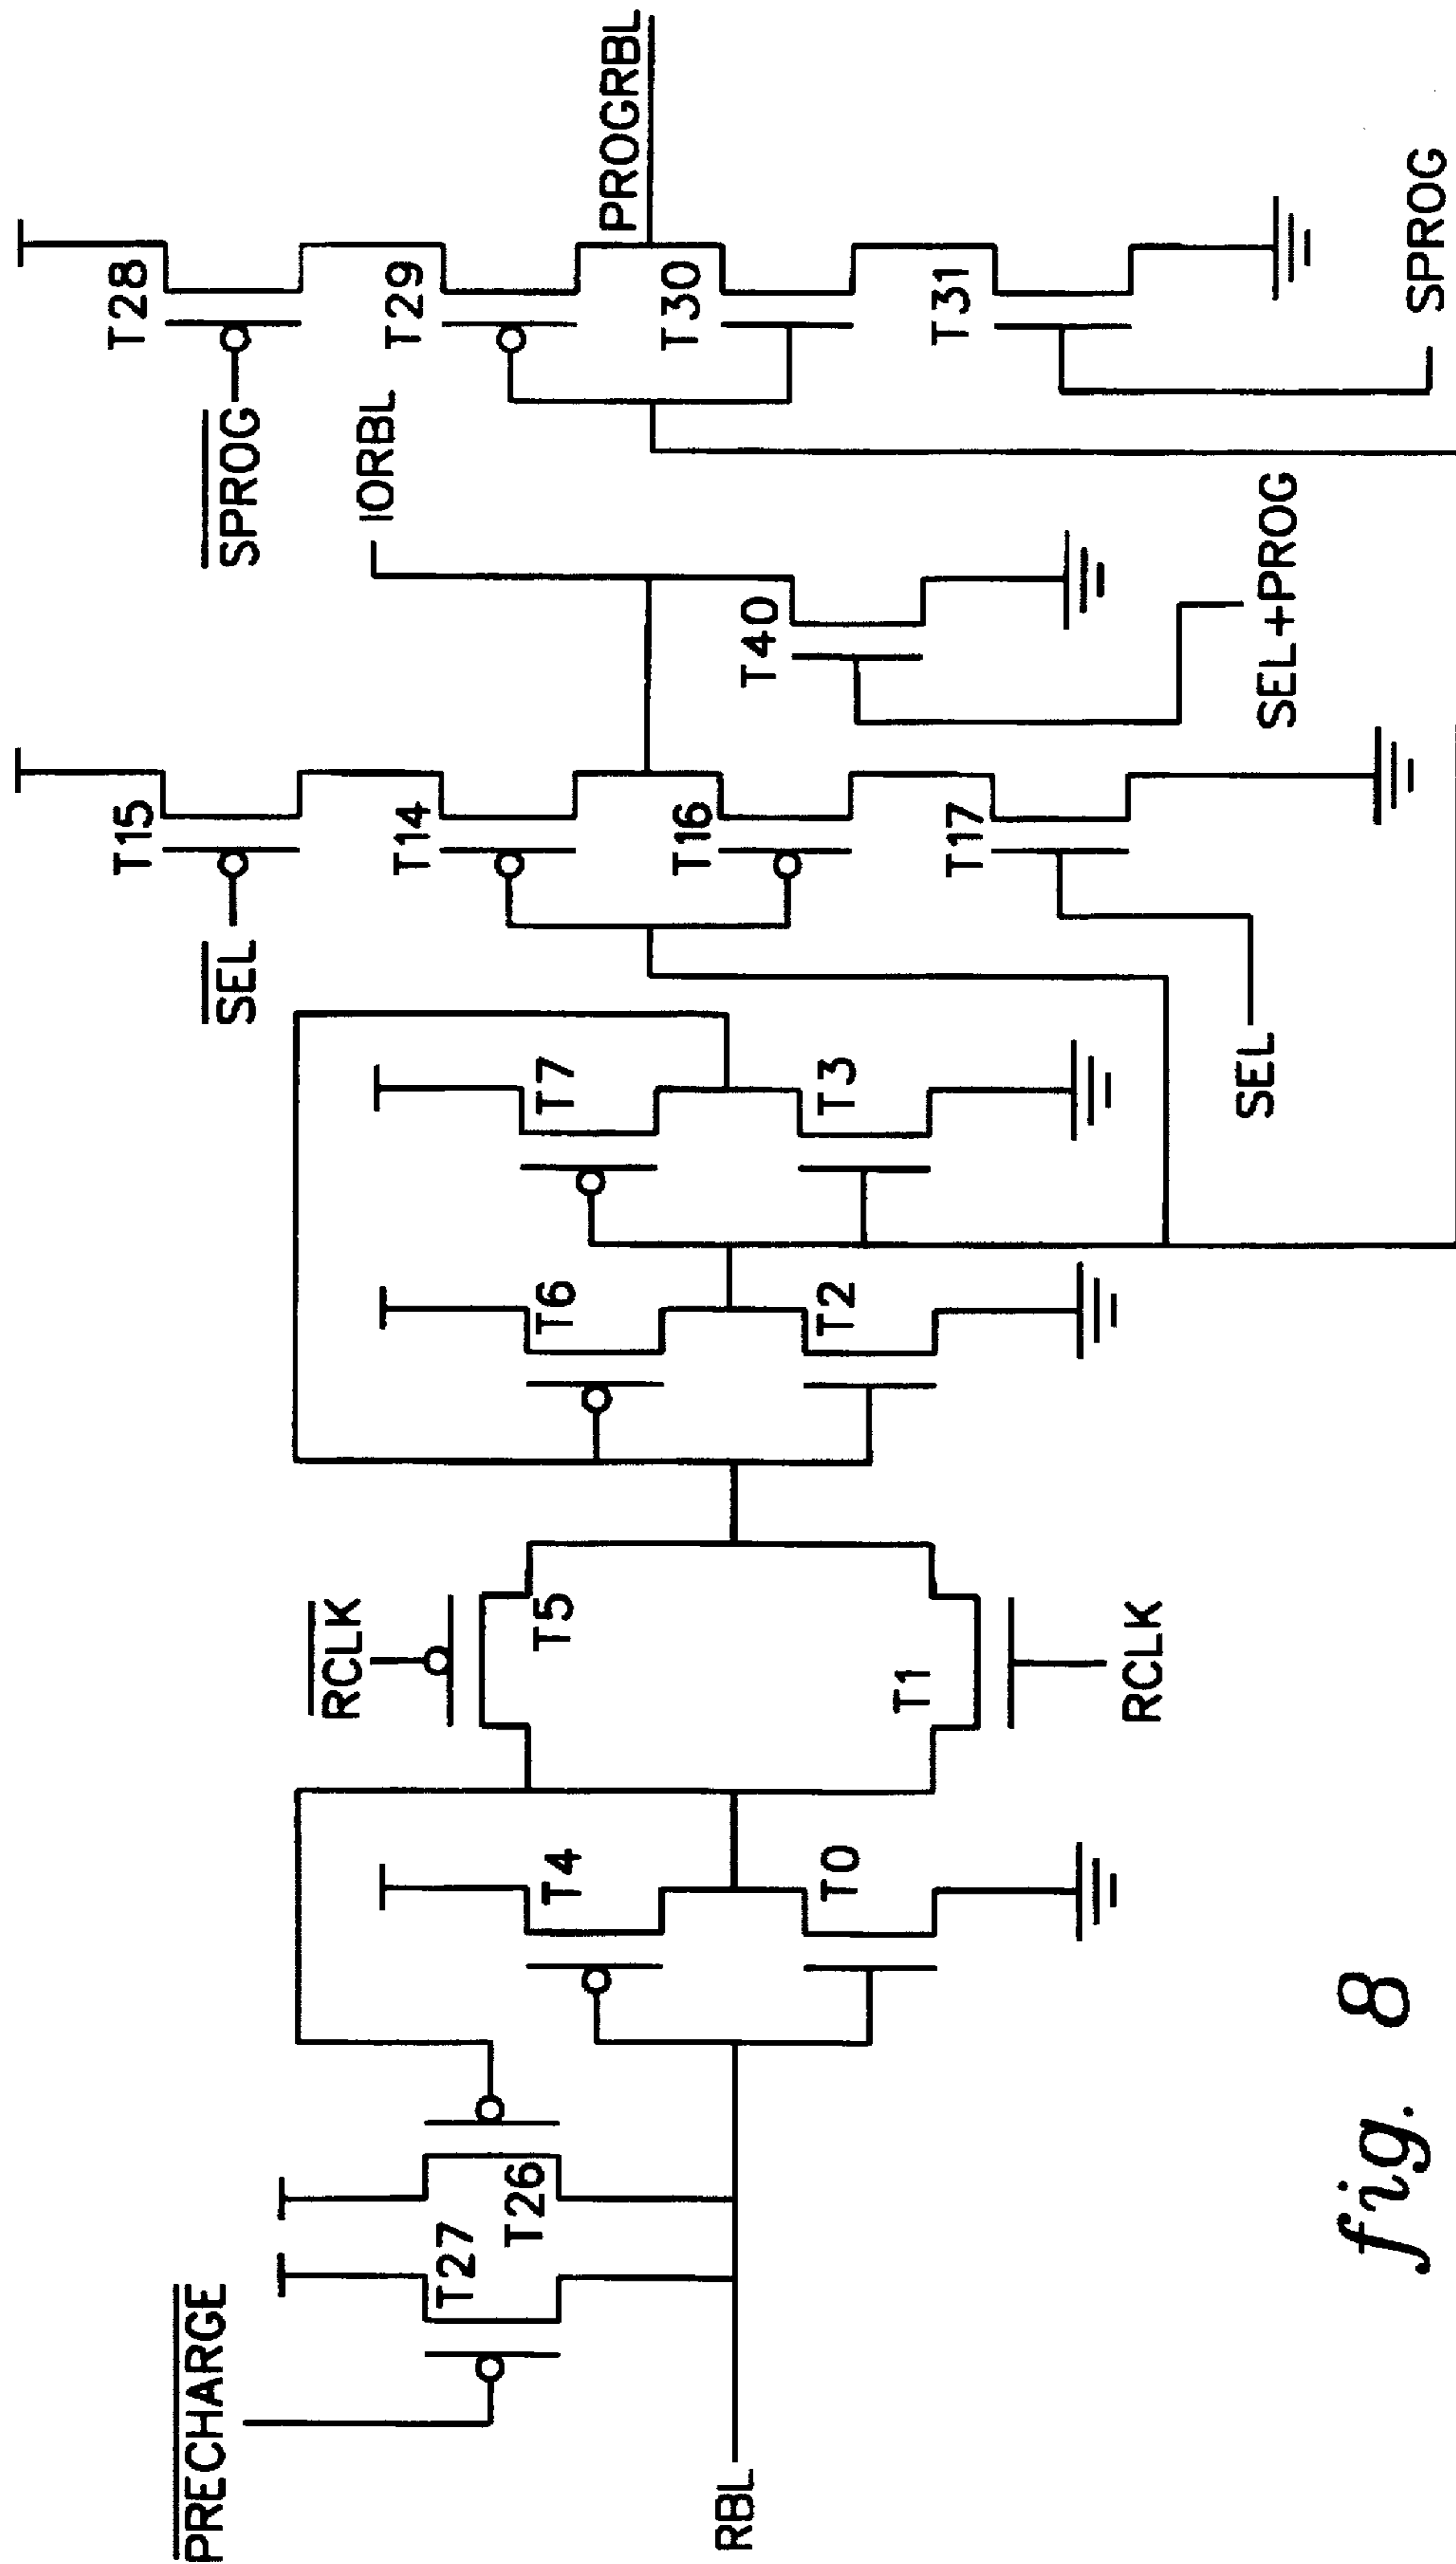 PRECHARGE
T27
T26
RBL
T4
T0
RCLK
T5
T1
RCLK
T6
T2
T7
T3
SEL
T15
T14
T16
T17
SEL
IORBL
T40
SEL+PROG
SPROG
T28
T29
T30
T31
PROGRBL
SPROG
fig. 8